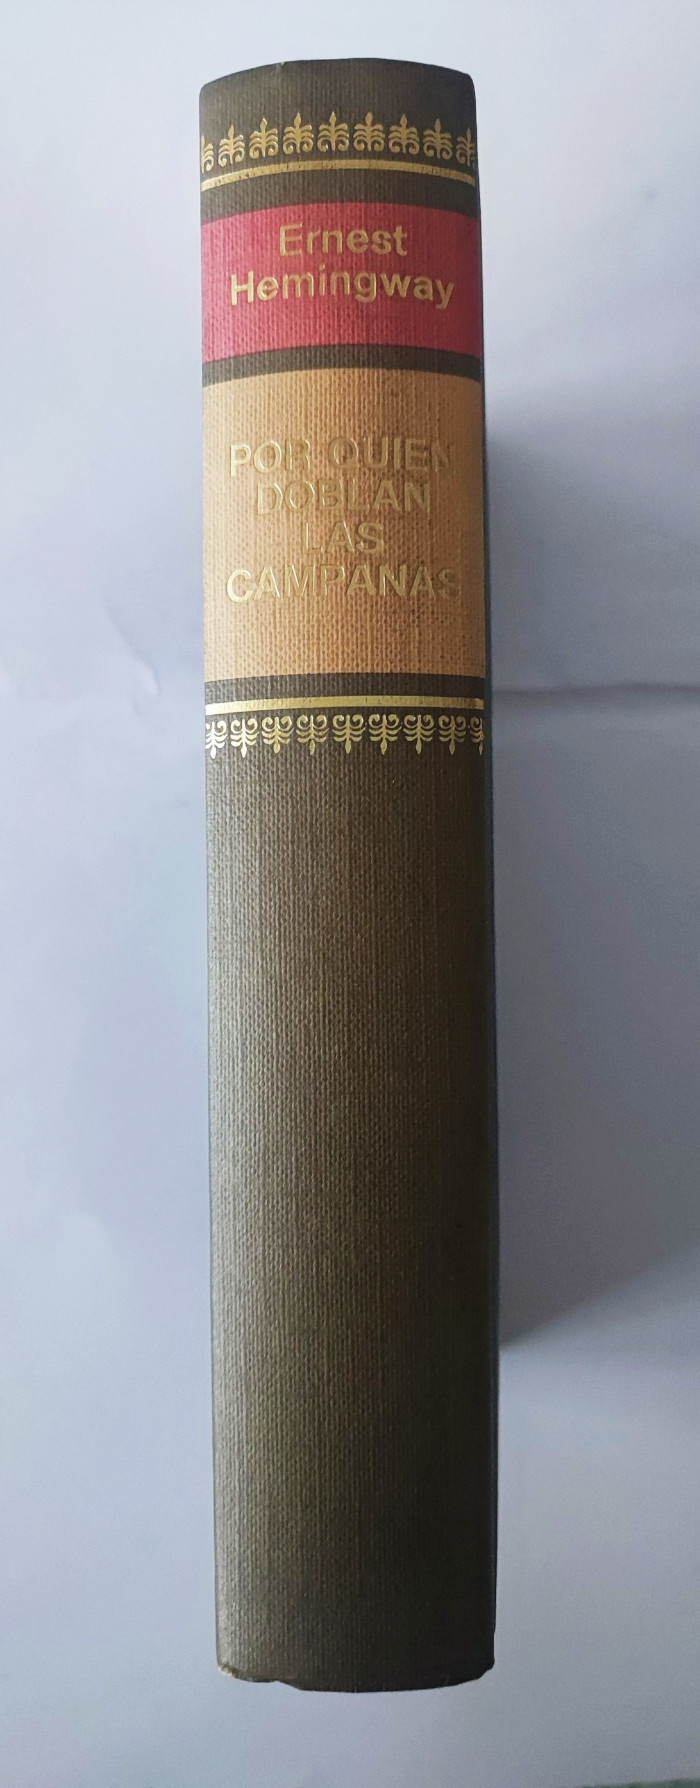 Ernest
Hemingway
POR QUIEN
DOBLAN
LAS
CAMPANAS